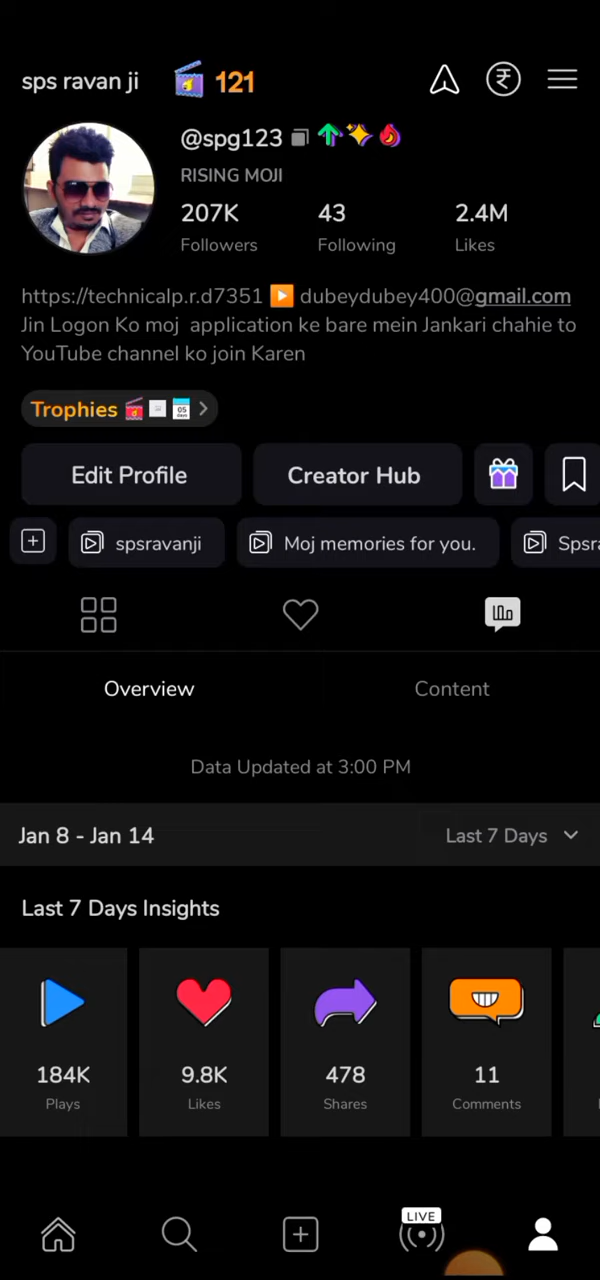 sps ravan ji 121
@spg123
RISING MOJI
207K 43 2.4M
Followers Following Likes
https://technicalp.r.d7351 ▶️ dubeydubey400@gmail.com
Jin Logon Ko moj application ke bare mein Jankari chahie to
YouTube channel ko join Karen
Trophies 05 days
Edit Profile Creator Hub
spsravanji Moj memories for you. Spsra
Overview Content
Data Updated at 3:00 PM
Jan 8 - Jan 14 Last 7 Days
Last 7 Days Insights
184K 9.8K 478 11
Plays Likes Shares Comments
LIVE